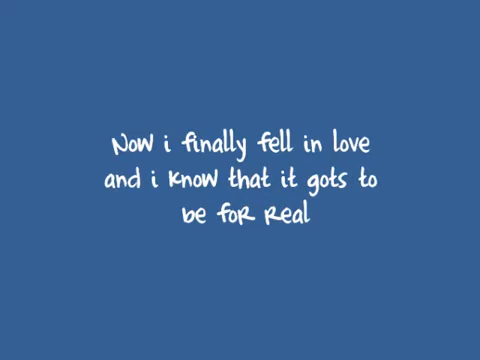 Now i finally fell in love
and i know that it gots to
be for real